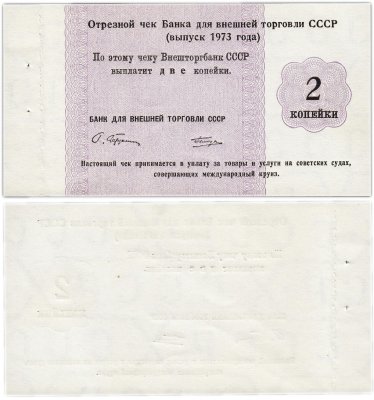 Отрезной чек Банка для внешней торговли СССР
(выпуск 1973 года)
По этому чеку Внешторгбанк СССР
выплатит две копейки.
2
КОПЕЙКИ
БАНК ДЛЯ ВНЕШНЕЙ ТОРГОВЛИ СССР
Настоящий чек принимается в уплату за товары и услуги на советских судах,
совершающих международный круиз.